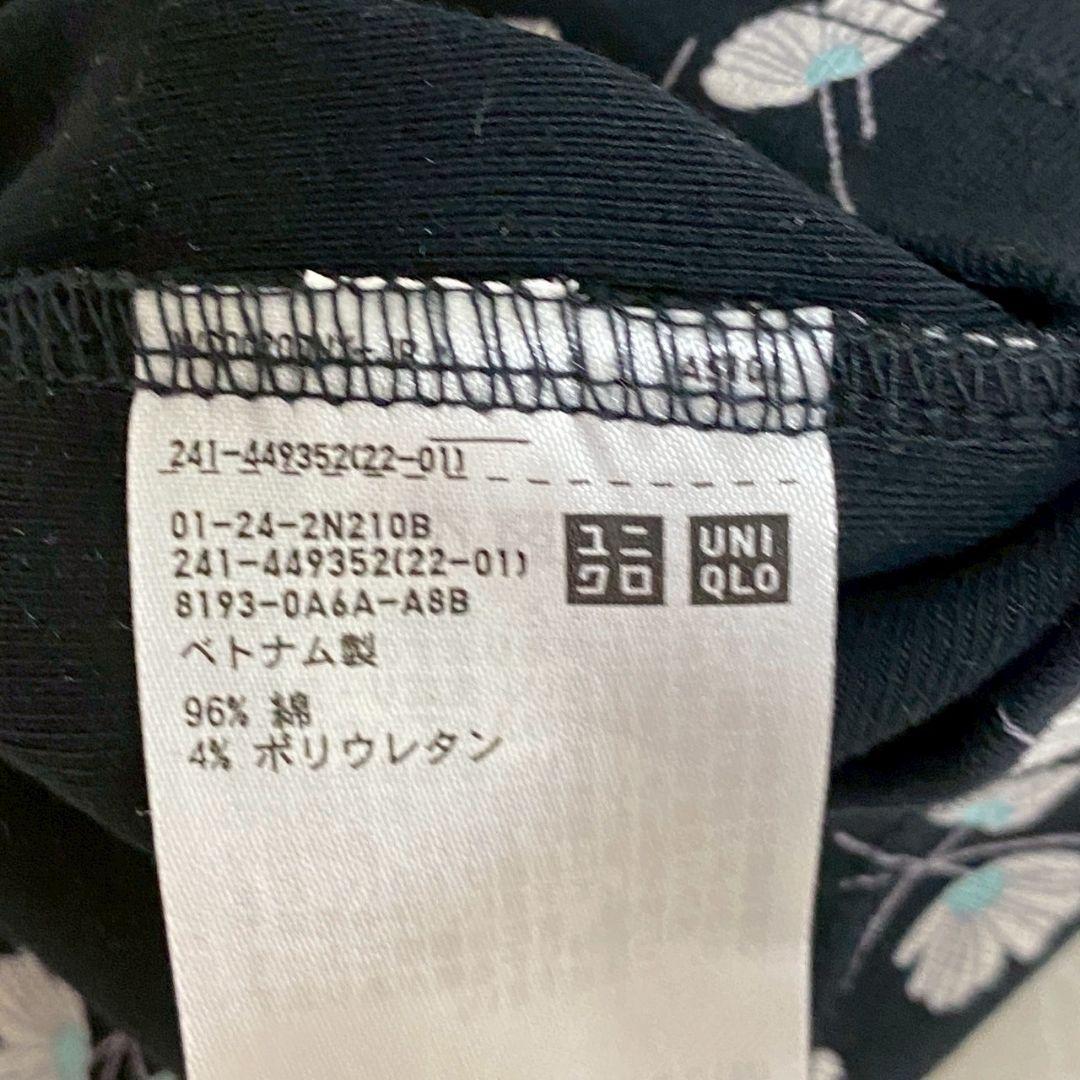 241-449352(22-01)
01-24-2N210B
241-449352(22-01)
8193-0A6A-A8B
ベトナム製
96% 綿
4% ポリウレタン
ユニ
クロ
UNI
QLO